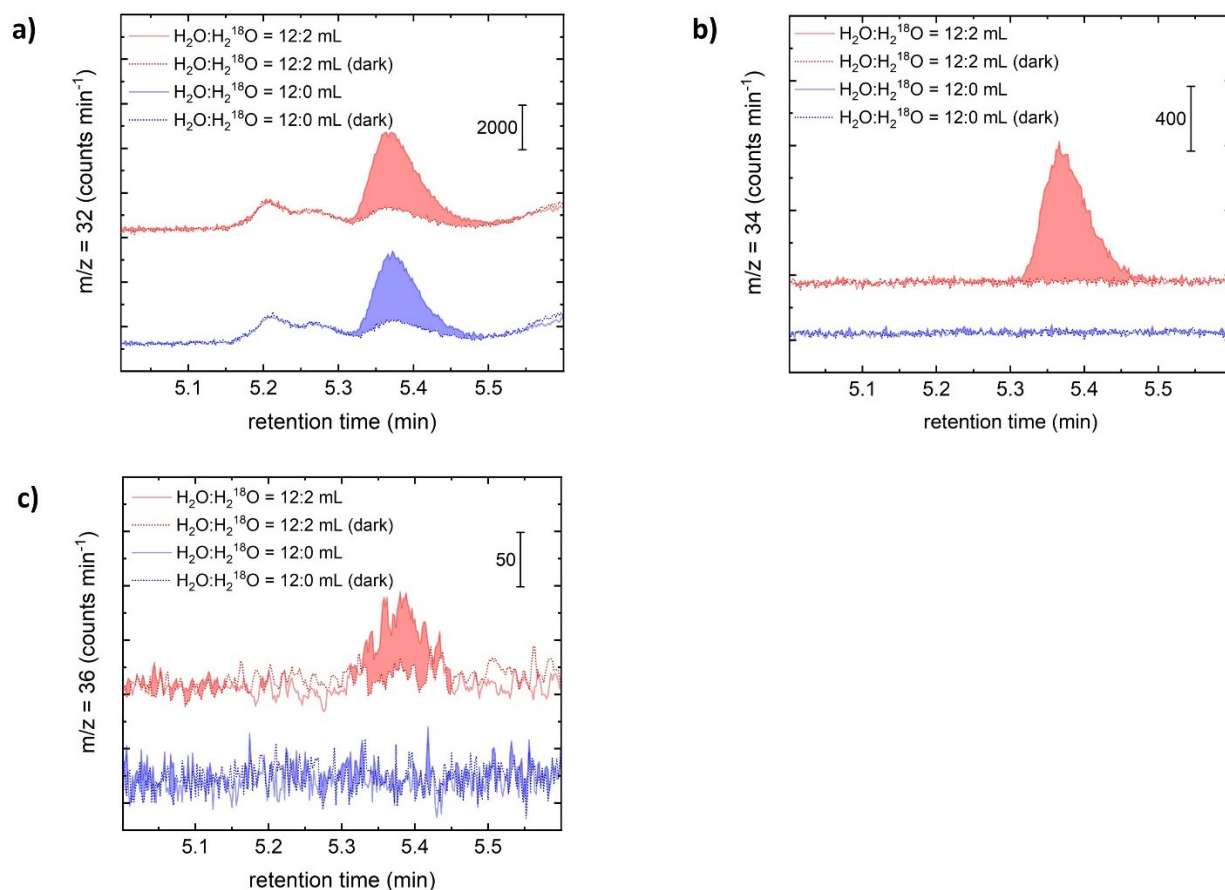 a)
H₂O:H₂¹⁸O = 12:2 mL
H₂O:H₂¹⁸O = 12:2 mL (dark)
H₂O:H₂¹⁸O = 12:0 mL
H₂O:H₂¹⁸O = 12:0 mL (dark)
2000
m/z = 32 (counts min⁻¹)
5.1 5.2 5.3 5.4 5.5
retention time (min)
b)
H₂O:H₂¹⁸O = 12:2 mL
H₂O:H₂¹⁸O = 12:2 mL (dark)
H₂O:H₂¹⁸O = 12:0 mL
H₂O:H₂¹⁸O = 12:0 mL (dark)
400
m/z = 34 (counts min⁻¹)
5.1 5.2 5.3 5.4 5.5
retention time (min)
c)
H₂O:H₂¹⁸O = 12:2 mL
H₂O:H₂¹⁸O = 12:2 mL (dark)
H₂O:H₂¹⁸O = 12:0 mL
H₂O:H₂¹⁸O = 12:0 mL (dark)
50
m/z = 36 (counts min⁻¹)
5.1 5.2 5.3 5.4 5.5
retention time (min)